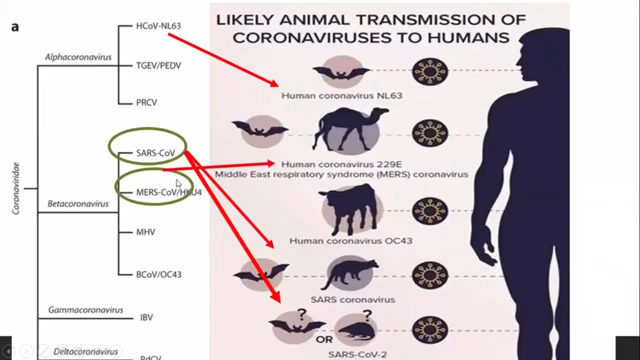 a
LIKELY ANIMAL TRANSMISSION OF
CORONAVIRUSES TO HUMANS
HCoV-NL63
Alphacoronavirus
TGEV/PEDV
PRCV
SARS-CoV
MERS-CoV/HKU4
Betacoronavirus
MHV
BCoV/OC43
Gammacoronavirus
IBV
Deltacoronavirus
PdCV
Coronaviridae
Human coronavirus NL63
Human coronavirus 229E
Middle East respiratory syndrome (MERS) coronavirus
Human coronavirus OC43
SARS coronavirus
? ?
OR
SARS-CoV-2